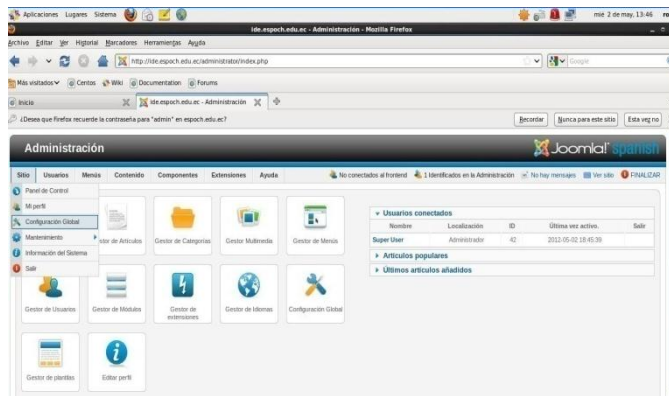 Aplicaciones Lugares Sistema mié 2 de may, 13:46
ide.espoch.edu.ec - Administración - Mozilla Firefox
Archivo Editar Ver Historial Marcadores Herramientas Ayuda
http://ide.espoch.edu.ec/administrator/index.php Google
Más visitados Centos Wiki Documentation Forums
Inicio ide.espoch.edu.ec - Administración
¿Desea que Firefox recuerde la contraseña para "admin" en espoch.edu.ec? Recordar Nunca para este sitio Esta vez no
Administración Joomla! spanish
Sitio Usuarios Menús Contenido Componentes Extensiones Ayuda No conectados al frontend 1 Identificados en la Administración No hay mensajes Ver sitio FINALIZAR
Panel de Control
Mi perfil
Configuración Global
Mantenimiento
Información del Sistema
Salir
stor de Artículos Gestor de Categorías Gestor Multimedia Gestor de Menús
Gestor de Usuarios Gestor de Módulos Gestor de extensiones Gestor de Idiomas Configuración Global
Gestor de plantillas Editar perfil
Usuarios conectados
Nombre Localización ID Última vez activo. Salir
Super User Administrador 42 2012-05-02 18:45:39
Artículos populares
Últimos artículos añadidos